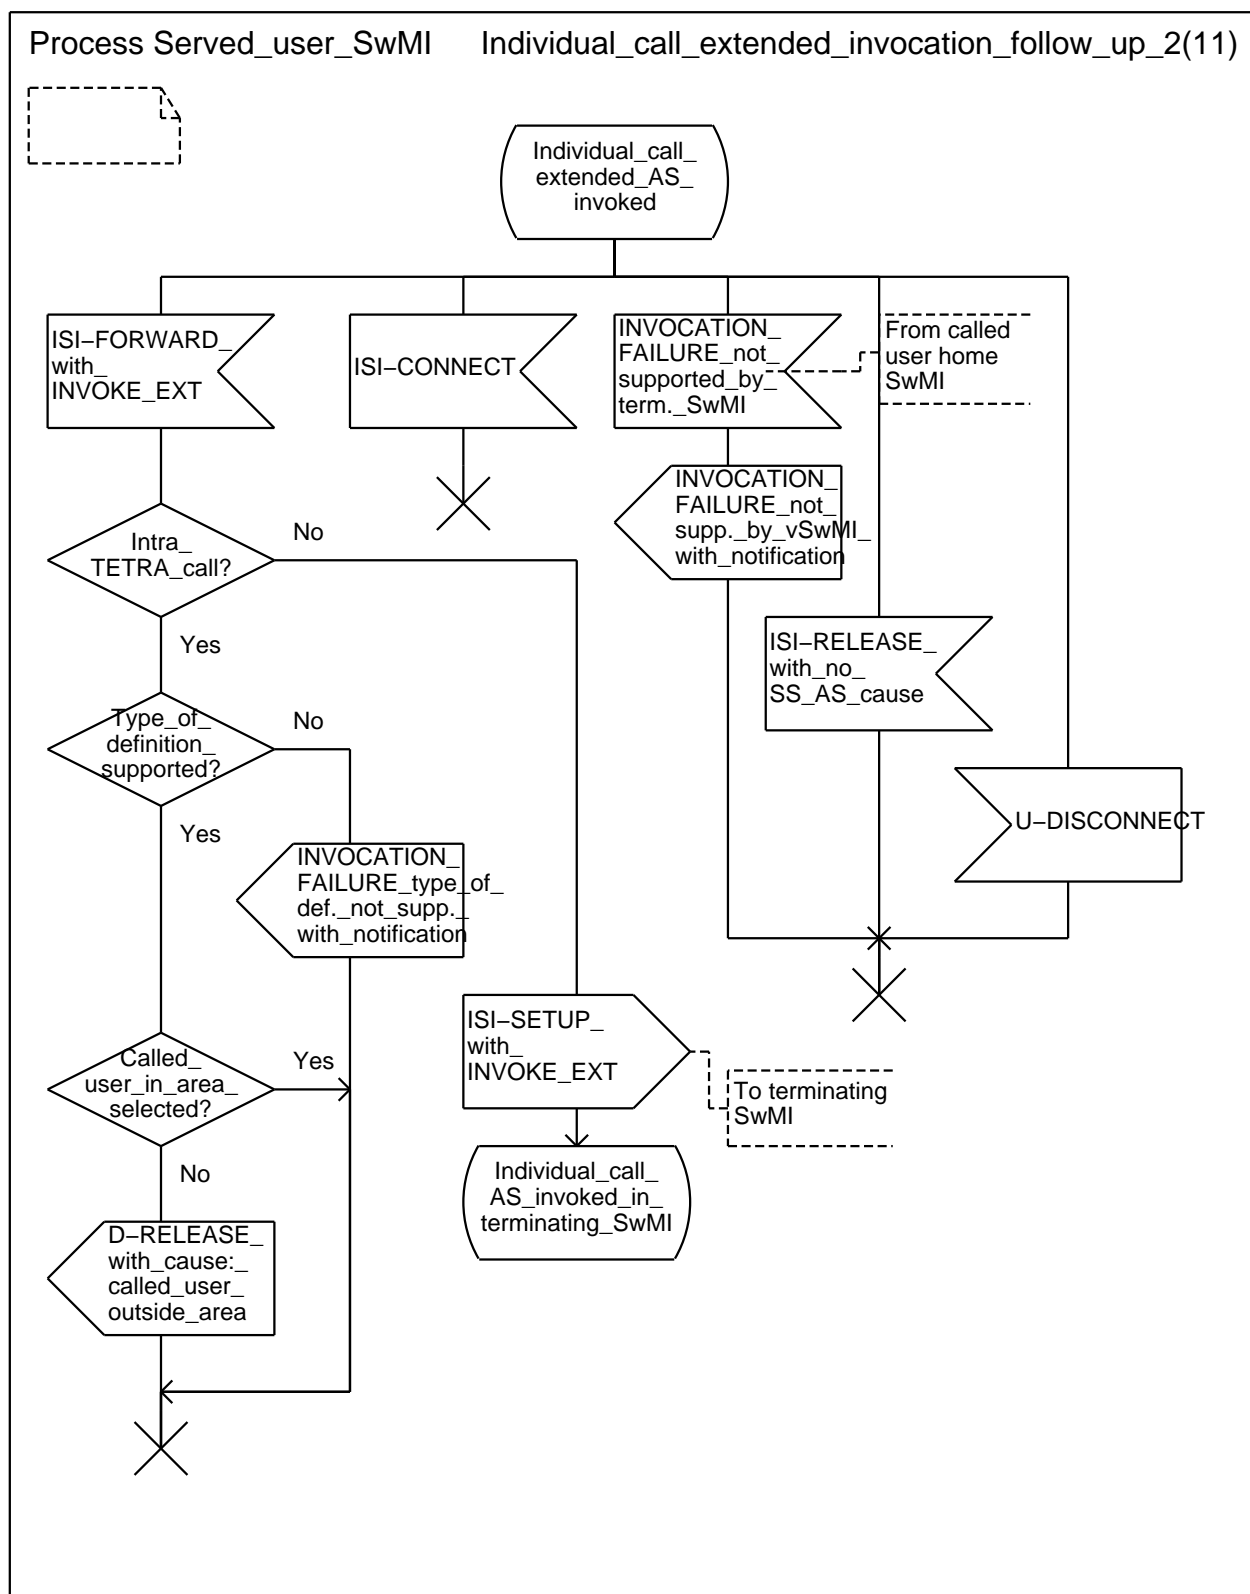 Process Served_user_SwMI Individual_call_extended_invocation_follow_up_2(11)
Individual_call_
extended_AS_
invoked
ISI–FORWARD_
with_
INVOKE_EXT
ISI–CONNECT
INVOCATION_
FAILURE_not_
supported_by_
term._SwMI
From called
user home
SwMI
INVOCATION_
FAILURE_not_
supp._by_vSwMI_
with_notification
Intra_
TETRA_call?
No
Yes
ISI–RELEASE_
with_no_
SS_AS_cause
Type_of_
definition_
supported?
No
Yes
U–DISCONNECT
INVOCATION_
FAILURE_type_of_
def._not_supp._
with_notification
ISI–SETUP_
with_
INVOKE_EXT
To terminating
SwMI
Called_
user_in_area_
selected?
Yes
No
Individual_call_
AS_invoked_in_
terminating_SwMI
D–RELEASE_
with_cause:_
called_user_
outside_area